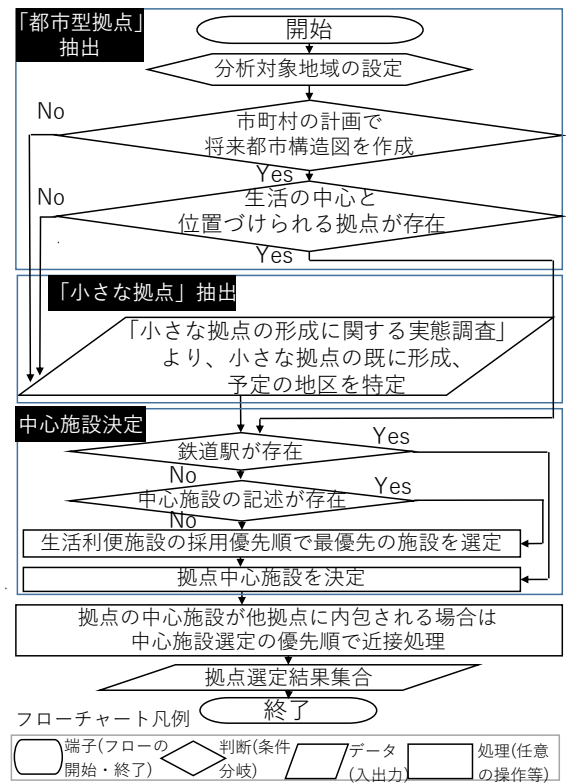 「都市型拠点」
抽出
開始
分析対象地域の設定
No
市町村の計画で
将来都市構造図を作成
Yes
No
生活の中心と
位置づけられる拠点が存在
Yes
「小さな拠点」抽出
「小さな拠点の形成に関する実態調査」
より、小さな拠点の既に形成、
予定の地区を特定
中心施設決定
鉄道駅が存在
Yes
No
中心施設の記述が存在
Yes
No
生活利便施設の採用優先順で最優先の施設を選定
拠点中心施設を決定
拠点の中心施設が他拠点に内包される場合は
中心施設選定の優先順で近接処理
拠点選定結果集合
終了
フローチャート凡例
端子(フローの
開始・終了)
判断(条件
分岐)
データ
(入出力)
処理(任意
の操作等)